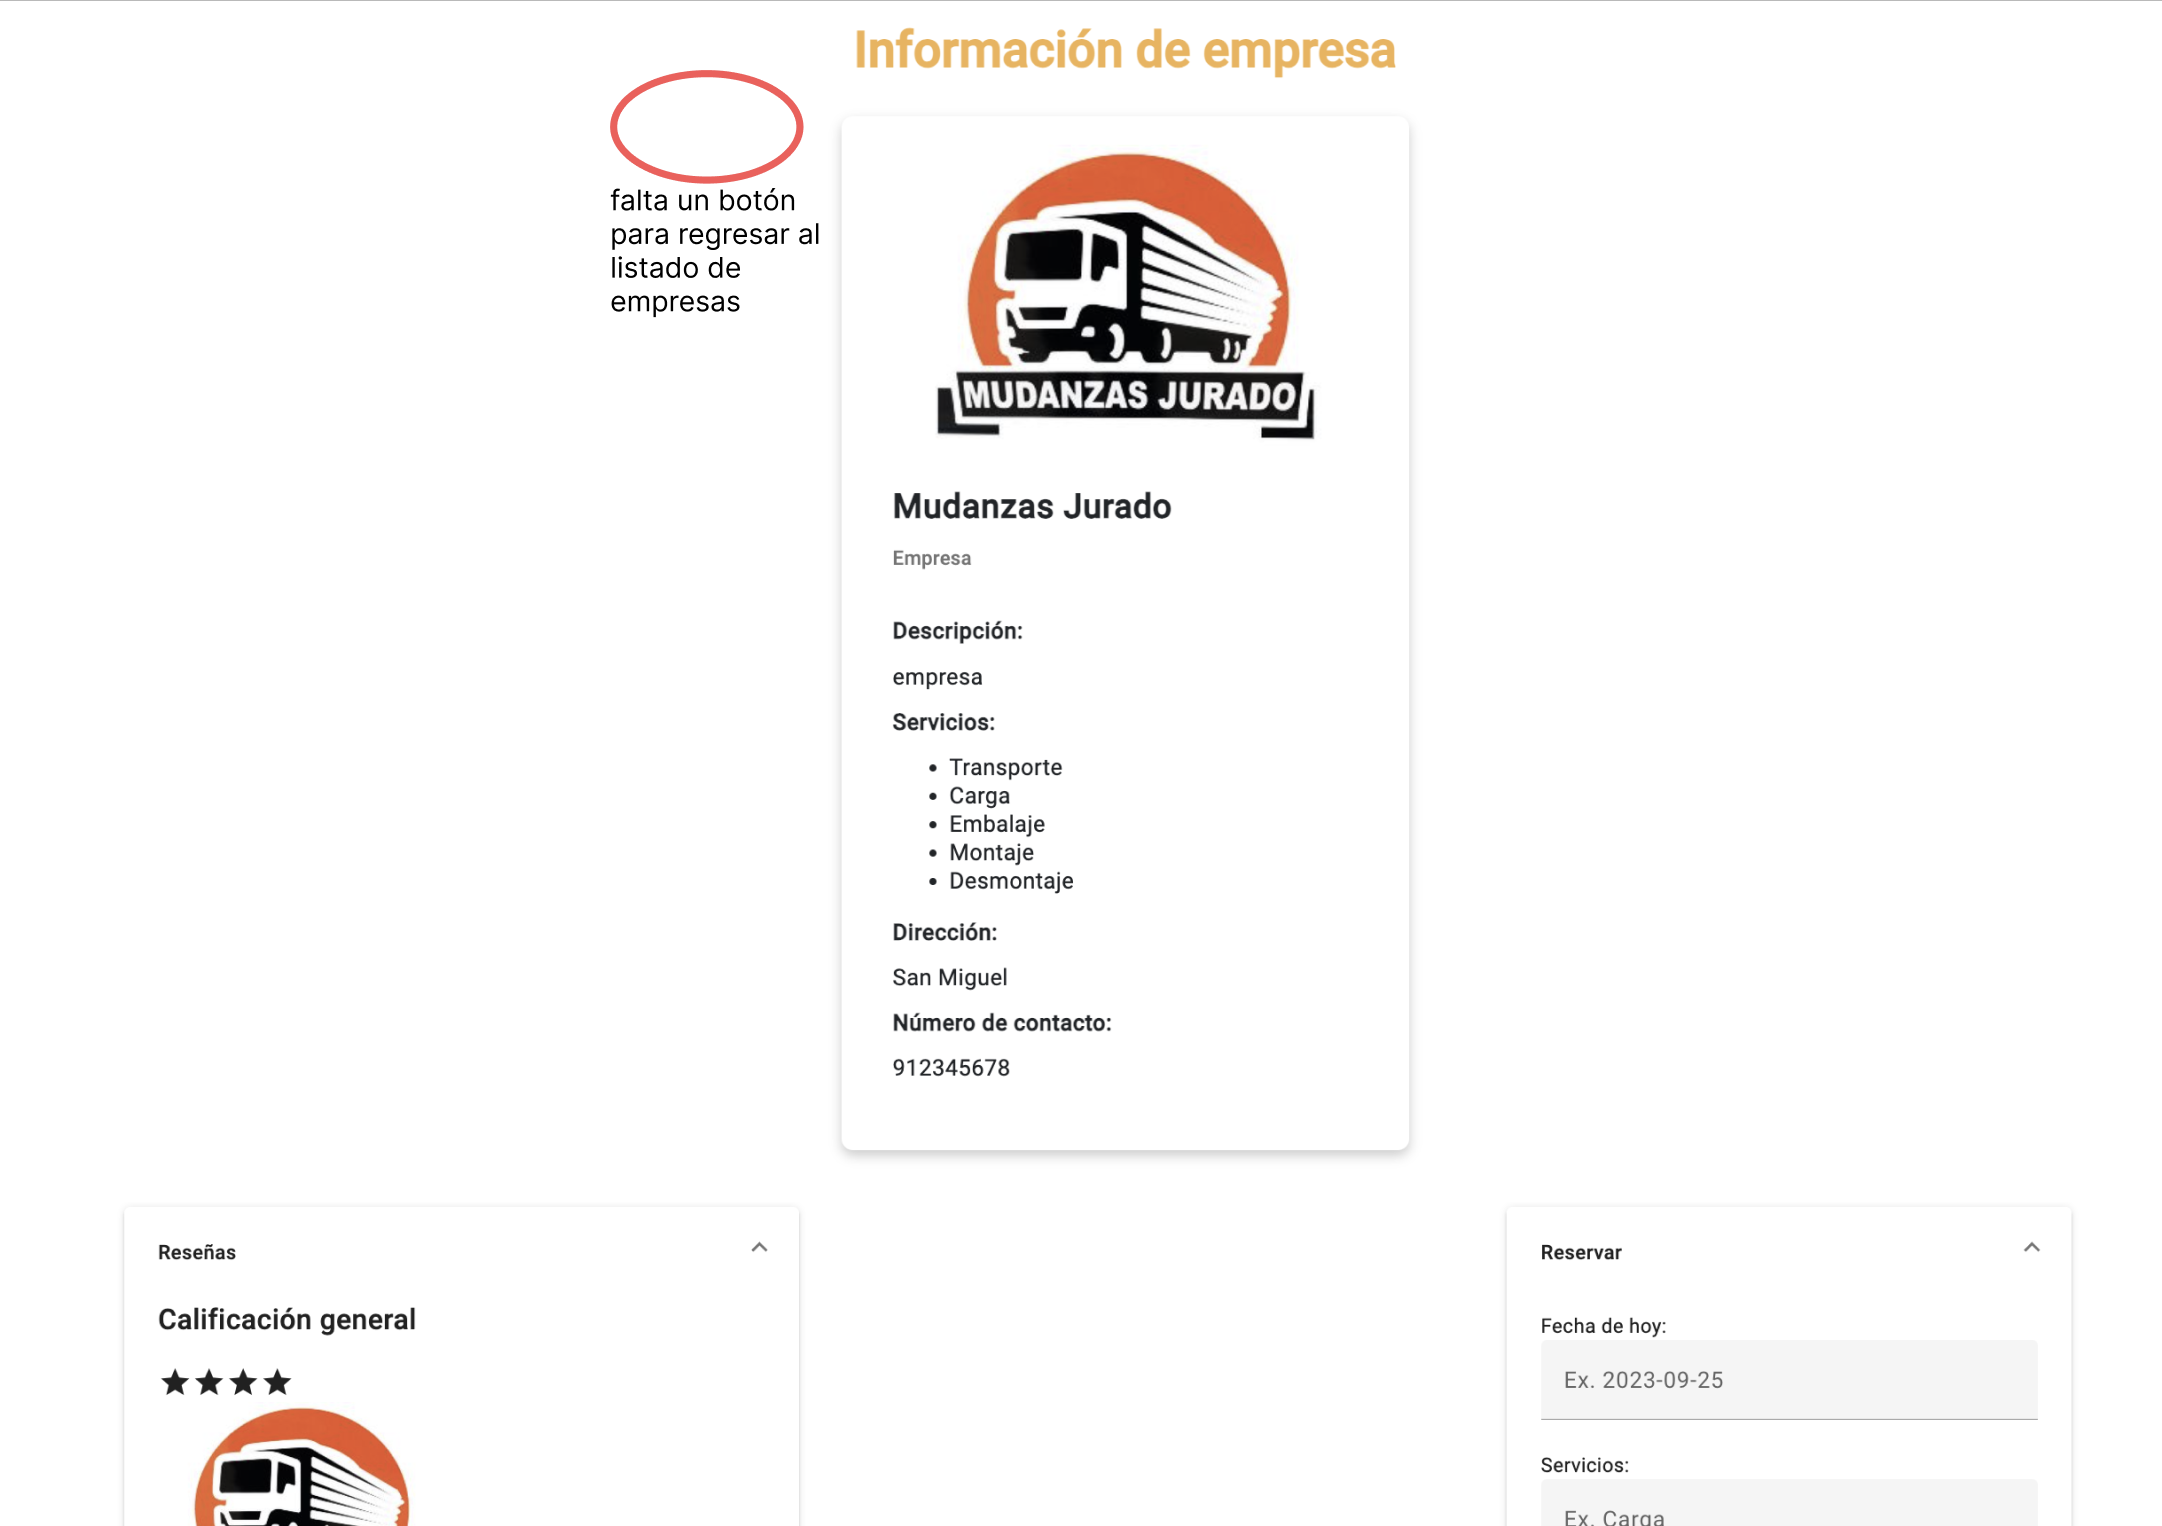 Información de empresa
falta un botón
para regresar al
listado de
empresas
MUDANZAS JURADO
Mudanzas Jurado
Empresa
Descripción:
empresa
Servicios:
Transporte
Carga
Embalaje
Montaje
Desmontaje
Dirección:
San Miguel
Número de contacto:
912345678
Reseñas
Calificación general
Reservar
Fecha de hoy:
Ex. 2023-09-25
Servicios:
Ex. Carga